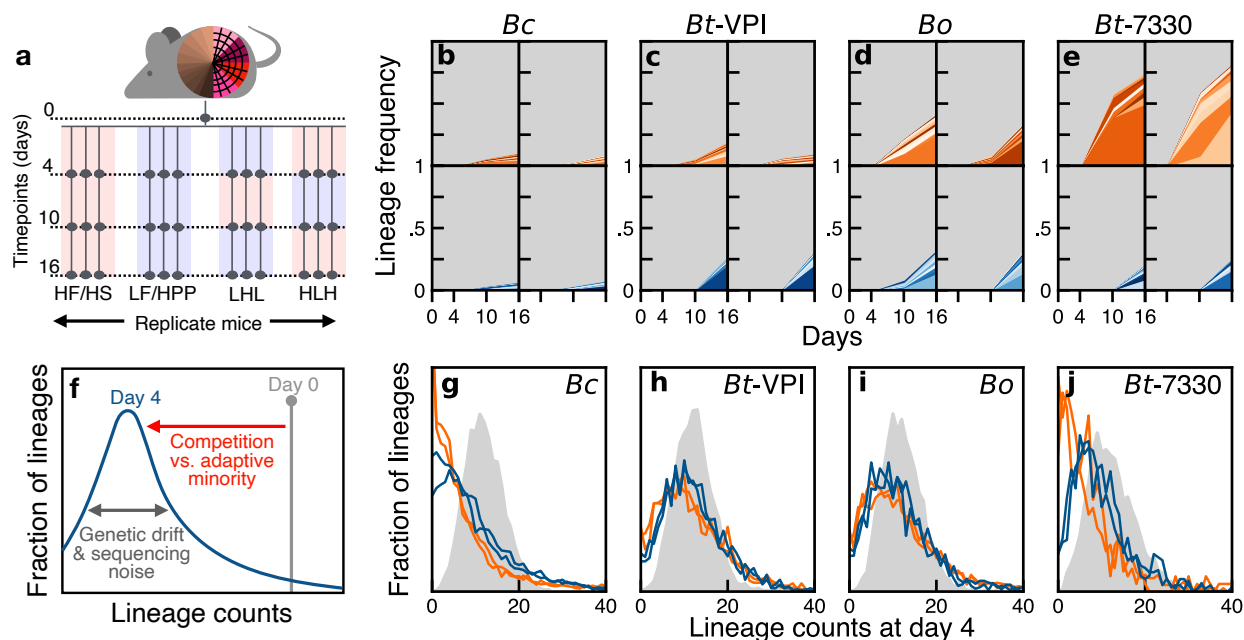 a
Timepoints (days)
0
4
10
16
HF/HS
LF/HPP
LHL
HLH
Replicate mice
Bc
Bt-VPI
Bo
Bt-7330
b
c
d
e
Lineage frequency
1
.5
0
1
.5
0
1
.5
0
1
.5
0
0 4 10 16
0 4 10 16
0 4 10 16
0 4 10 16
Days
f
Day 0
Day 4
Competition
vs. adaptive
minority
Genetic drift
& sequencing
noise
Fraction of lineages
Lineage counts
Fraction of lineages
g
Bc
h
Bt-VPI
i
Bo
j
Bt-7330
0 20 40
0 20 40
0 20 40
0 20 40
Lineage counts at day 4